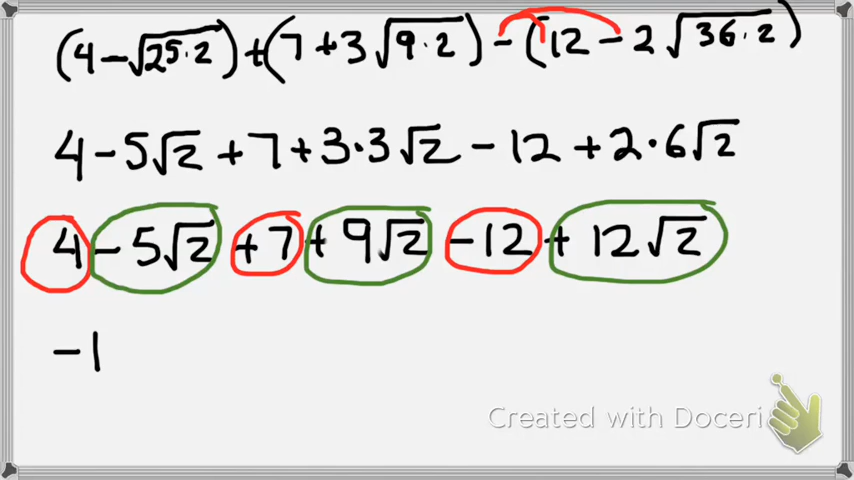 (4 - √25·2) + (7 + 3√9·2) - (12 - 2√36·2)
4 - 5√2 + 7 + 3·3√2 - 12 + 2·6√2
4 - 5√2 + 7 + 9√2 - 12 + 12√2
-1
Created with Doceri